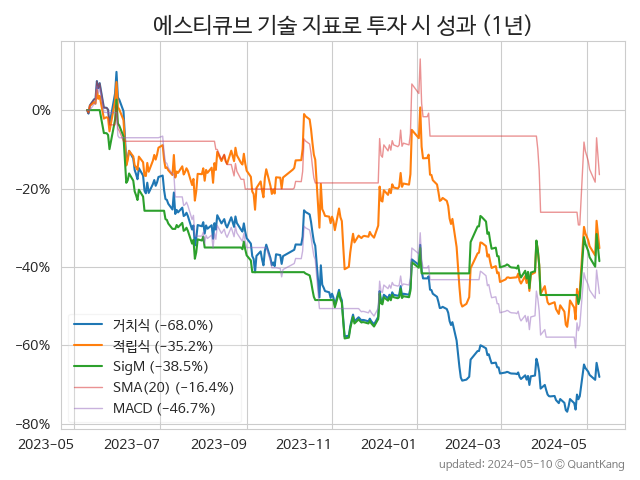 에스티큐브 기술 지표로 투자 시 성과 (1년)
0%
−20%
−40%
−60%
−80%
거치식 (−68.0%)
적립식 (−35.2%)
SigM (−38.5%)
SMA(20) (−16.4%)
MACD (−46.7%)
2023−05 2023−07 2023−09 2023−11 2024−01 2024−03 2024−05
updated: 2024−05−10 © QuantKang